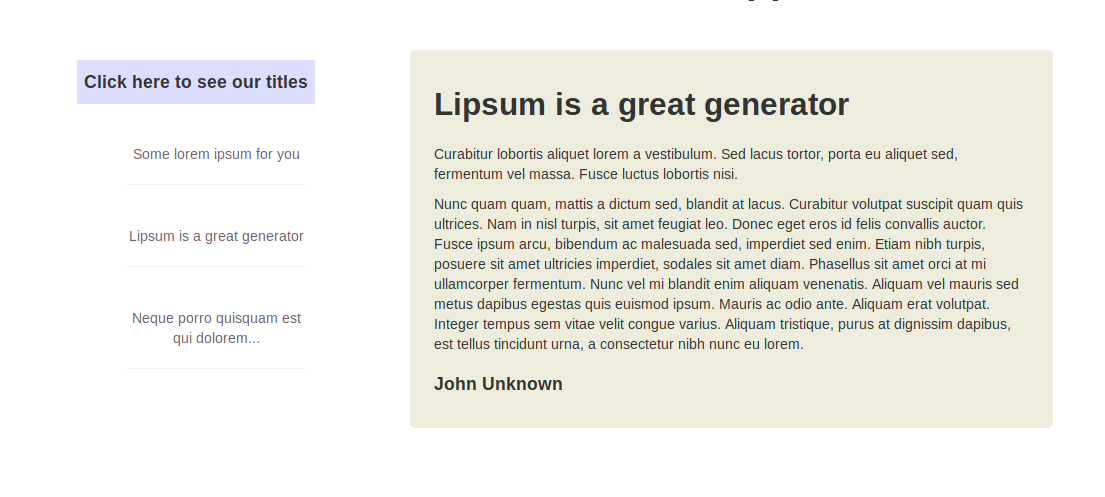 Click here to see our titles
Some lorem ipsum for you
Lipsum is a great generator
Neque porro quisquam est
qui dolorem...
Lipsum is a great generator
Curabitur lobortis aliquet lorem a vestibulum. Sed lacus tortor, porta eu aliquet sed,
fermentum vel massa. Fusce luctus lobortis nisi.
Nunc quam quam, mattis a dictum sed, blandit at lacus. Curabitur volutpat suscipit quam quis
ultrices. Nam in nisl turpis, sit amet feugiat leo. Donec eget eros id felis convallis auctor.
Fusce ipsum arcu, bibendum ac malesuada sed, imperdiet sed enim. Etiam nibh turpis,
posuere sit amet ultricies imperdiet, sodales sit amet diam. Phasellus sit amet orci at mi
ullamcorper fermentum. Nunc vel mi blandit enim aliquam venenatis. Aliquam vel mauris sed
metus dapibus egestas quis euismod ipsum. Mauris ac odio ante. Aliquam erat volutpat.
Integer tempus sem vitae velit congue varius. Aliquam tristique, purus at dignissim dapibus,
est tellus tincidunt urna, a consectetur nibh nunc eu lorem.
John Unknown